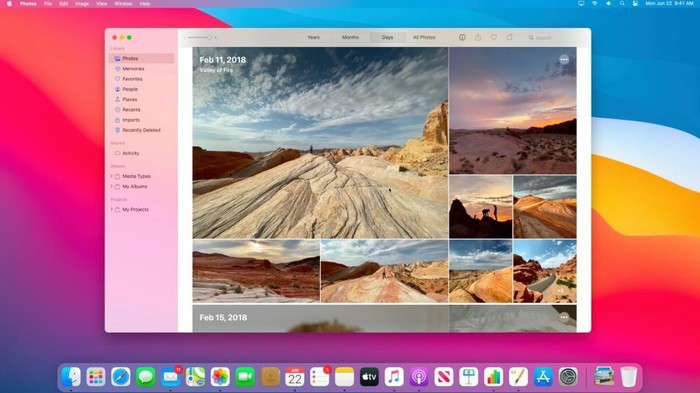 Photos File Edit Image View Window Help
Mon Jun 22 9:41 AM
Years Months Days All Photos
Search
Library
Photos
Memories
Favorites
People
Places
Recents
Imports
Recently Deleted
Shared
Activity
Albums
Media Types
My Albums
Projects
My Projects
Feb 11, 2018
Valley of Fire
Feb 15, 2018
JUN
22
tv